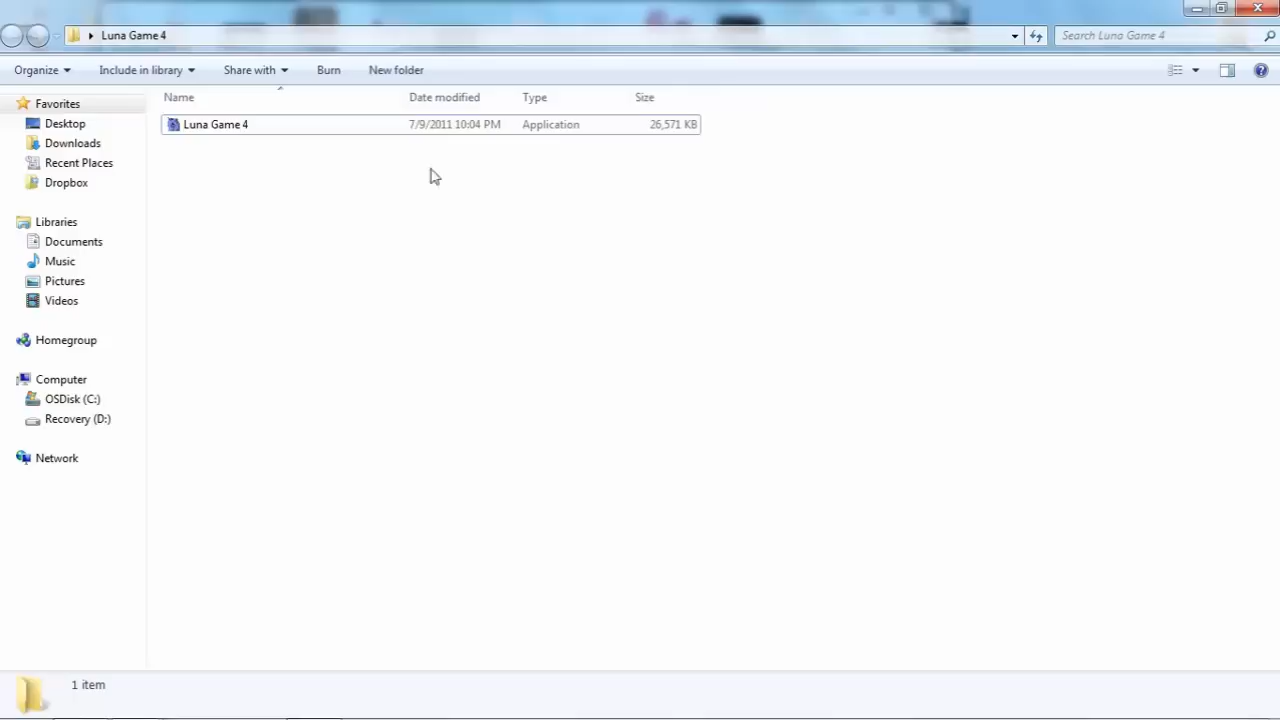 Luna Game 4
Search Luna Game 4
Organize Include in library Share with Burn New folder
Name Date modified Type Size
Luna Game 4 7/9/2011 10:04 PM Application 26,571 KB
Favorites
Desktop
Downloads
Recent Places
Dropbox
Libraries
Documents
Music
Pictures
Videos
Homegroup
Computer
OSDisk (C:)
Recovery (D:)
Network
1 item